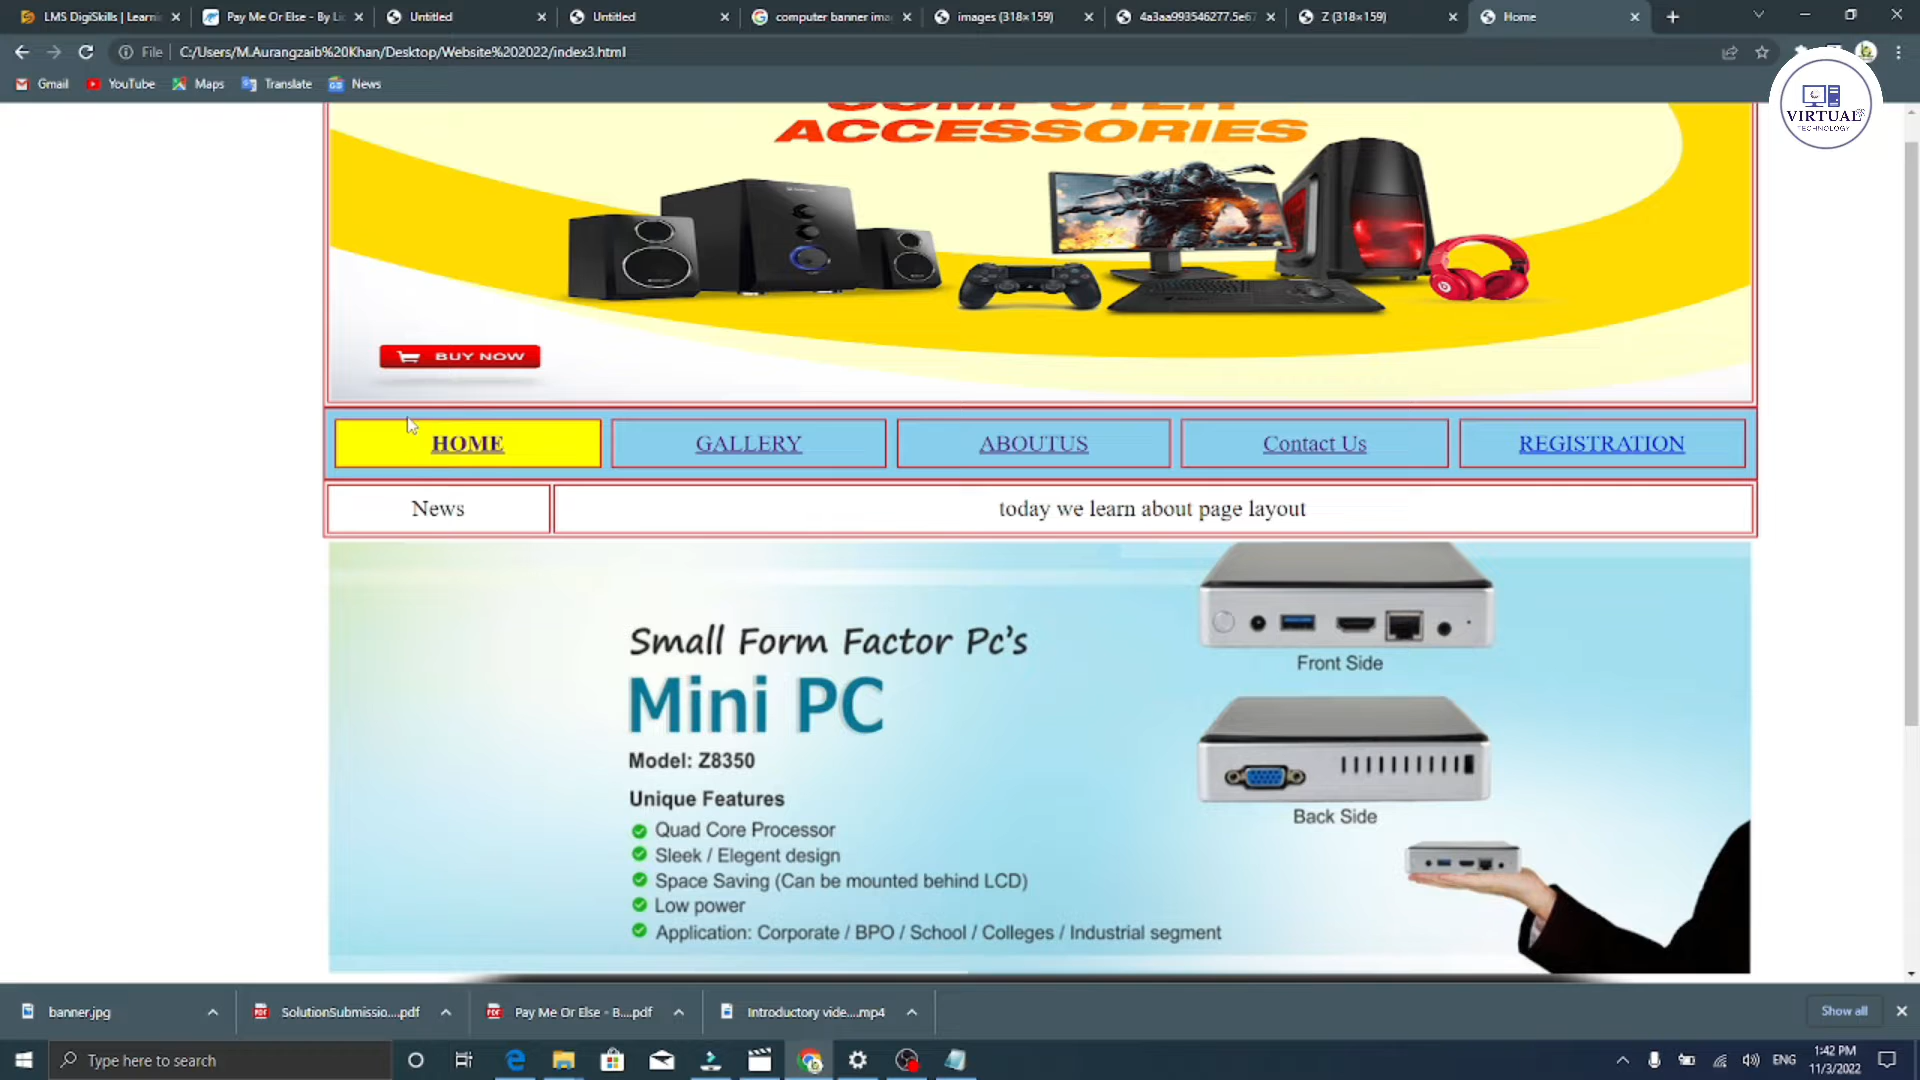 LMS DigiSkills | Learni
Pay Me Or Else - By Lic
Untitled
Untitled
computer banner ima
images (318×159)
4a3aa993546277.5e67
Z (318×159)
Home
File
C:/Users/M.Aurangzaib%20Khan/Desktop/Website%202022/index3.html
Gmail
YouTube
Maps
Translate
News
VIRTUAL
TECHNOLOGY
COMPUTER
ACCESSORIES
BUY NOW
HOME
GALLERY
ABOUTUS
Contact Us
REGISTRATION
News
today we learn about page layout
Small Form Factor Pc's
Mini PC
Model: Z8350
Unique Features
Quad Core Processor
Sleek / Elegent design
Space Saving (Can be mounted behind LCD)
Low power
Application: Corporate / BPO / School / Colleges / Industrial segment
Front Side
Back Side
banner.jpg
SolutionSubmissio....pdf
Pay Me Or Else - B....pdf
Introductory vide....mp4
Show all
Type here to search
ENG
1:42 PM
11/3/2022